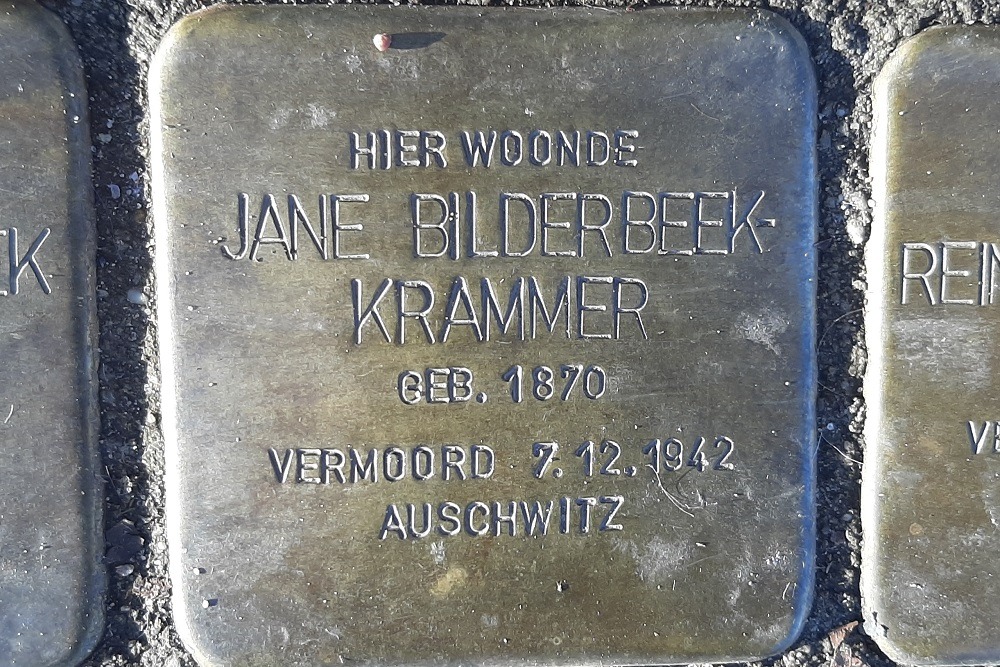 HIER WOONDE
JANE BILDERBEEK-
KRAMMER
GEB. 1870
VERMOORD 7.12.1942
AUSCHWITZ